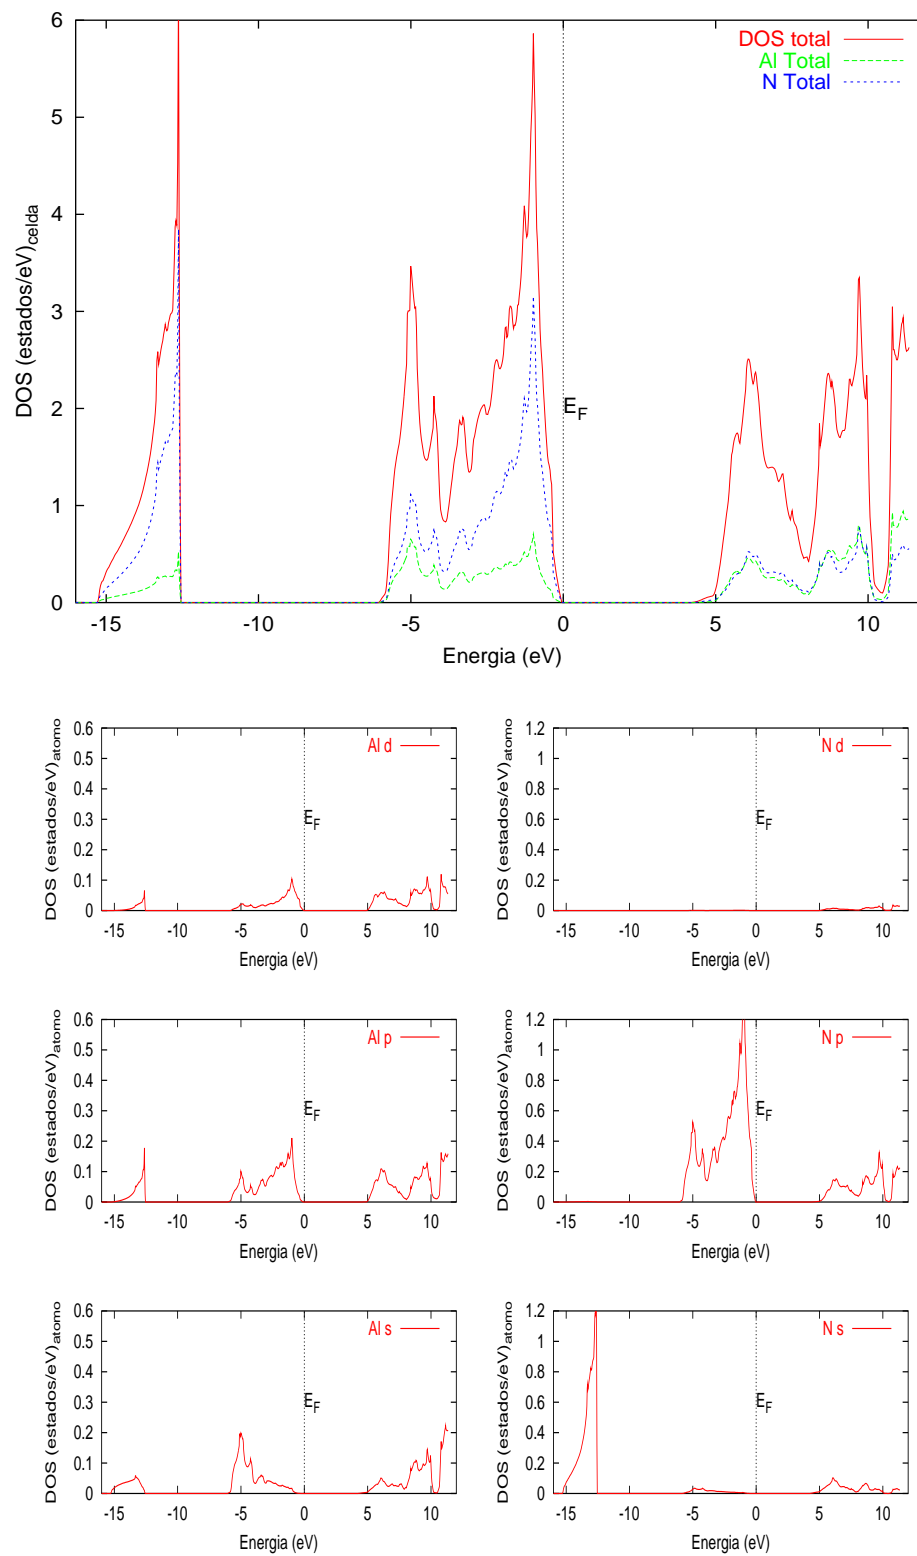 DOS total
Al Total
N Total
6
5
4
3
2
1
0
DOS (estados/eV)celda
EF
-15 -10 -5 0 5 10
Energia (eV)
0.6
0.5
0.4
0.3
0.2
0.1
0
DOS (estados/eV)atomo
Al d
EF
-15 -10 -5 0 5 10
Energia (eV)
1.2
1
0.8
0.6
0.4
0.2
0
DOS (estados/eV)atomo
N d
EF
-15 -10 -5 0 5 10
Energia (eV)
0.6
0.5
0.4
0.3
0.2
0.1
0
DOS (estados/eV)atomo
Al p
EF
-15 -10 -5 0 5 10
Energia (eV)
1.2
1
0.8
0.6
0.4
0.2
0
DOS (estados/eV)atomo
N p
EF
-15 -10 -5 0 5 10
Energia (eV)
0.6
0.5
0.4
0.3
0.2
0.1
0
DOS (estados/eV)atomo
Al s
EF
-15 -10 -5 0 5 10
Energia (eV)
1.2
1
0.8
0.6
0.4
0.2
0
DOS (estados/eV)atomo
N s
EF
-15 -10 -5 0 5 10
Energia (eV)